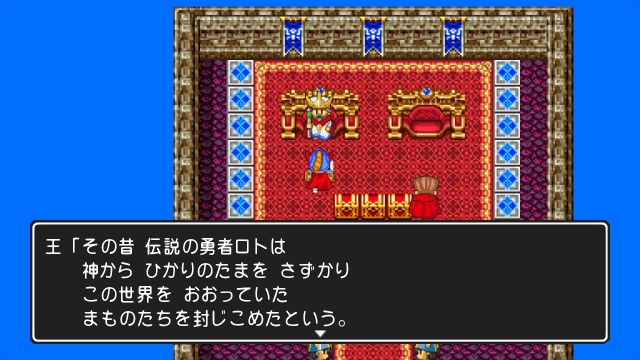 王「その昔 伝説の勇者ロトは
神から ひかりのたまを さずかり
この世界を おおっていた
まものたちを封じこめたという。